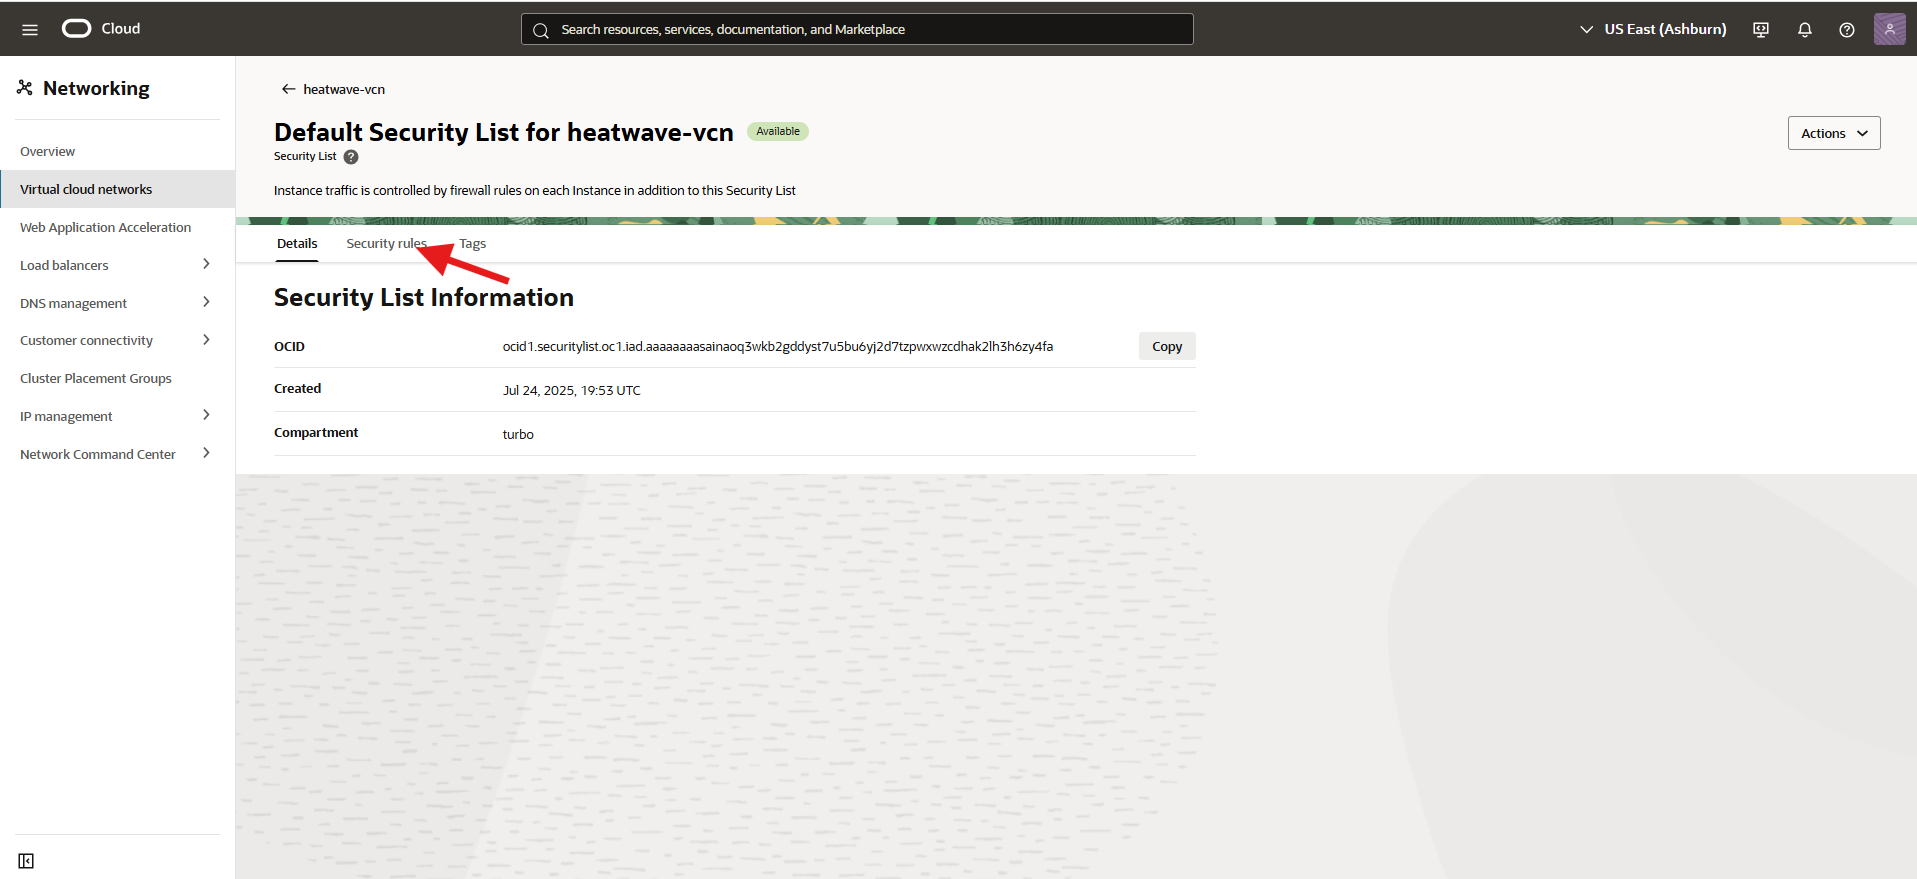 Cloud
Search resources, services, documentation, and Marketplace
US East (Ashburn)
Networking
Overview
Virtual cloud networks
Web Application Acceleration
Load balancers
DNS management
Customer connectivity
Cluster Placement Groups
IP management
Network Command Center
heatwave-vcn
Default Security List for heatwave-vcn
Available
Security List
?
Instance traffic is controlled by firewall rules on each Instance in addition to this Security List
Actions
Details
Security rules
Tags
Security List Information
OCID
ocid1.securitylist.oc1.iad.aaaaaaaasainaoq3wkb2gddyst7u5bu6yj2d7tzpwxwzcdhak2lh3h6zy4fa
Copy
Created
Jul 24, 2025, 19:53 UTC
Compartment
turbo